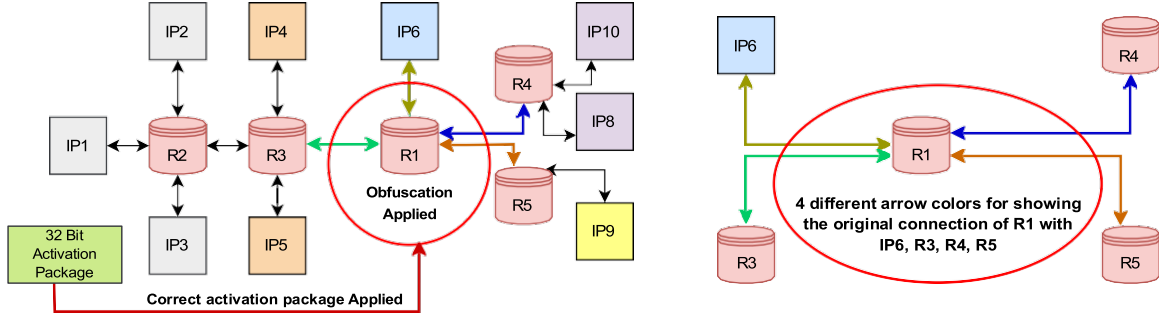 IP2
IP4
IP6
IP10
R4
IP8
IP1
R2
R3
R1
Obfuscation
Applied
R5
IP3
IP5
IP9
32 Bit
Activation
Package
Correct activation package Applied
IP6
R4
R1
4 different arrow colors for showing
the original connection of R1 with
IP6, R3, R4, R5
R3
R5